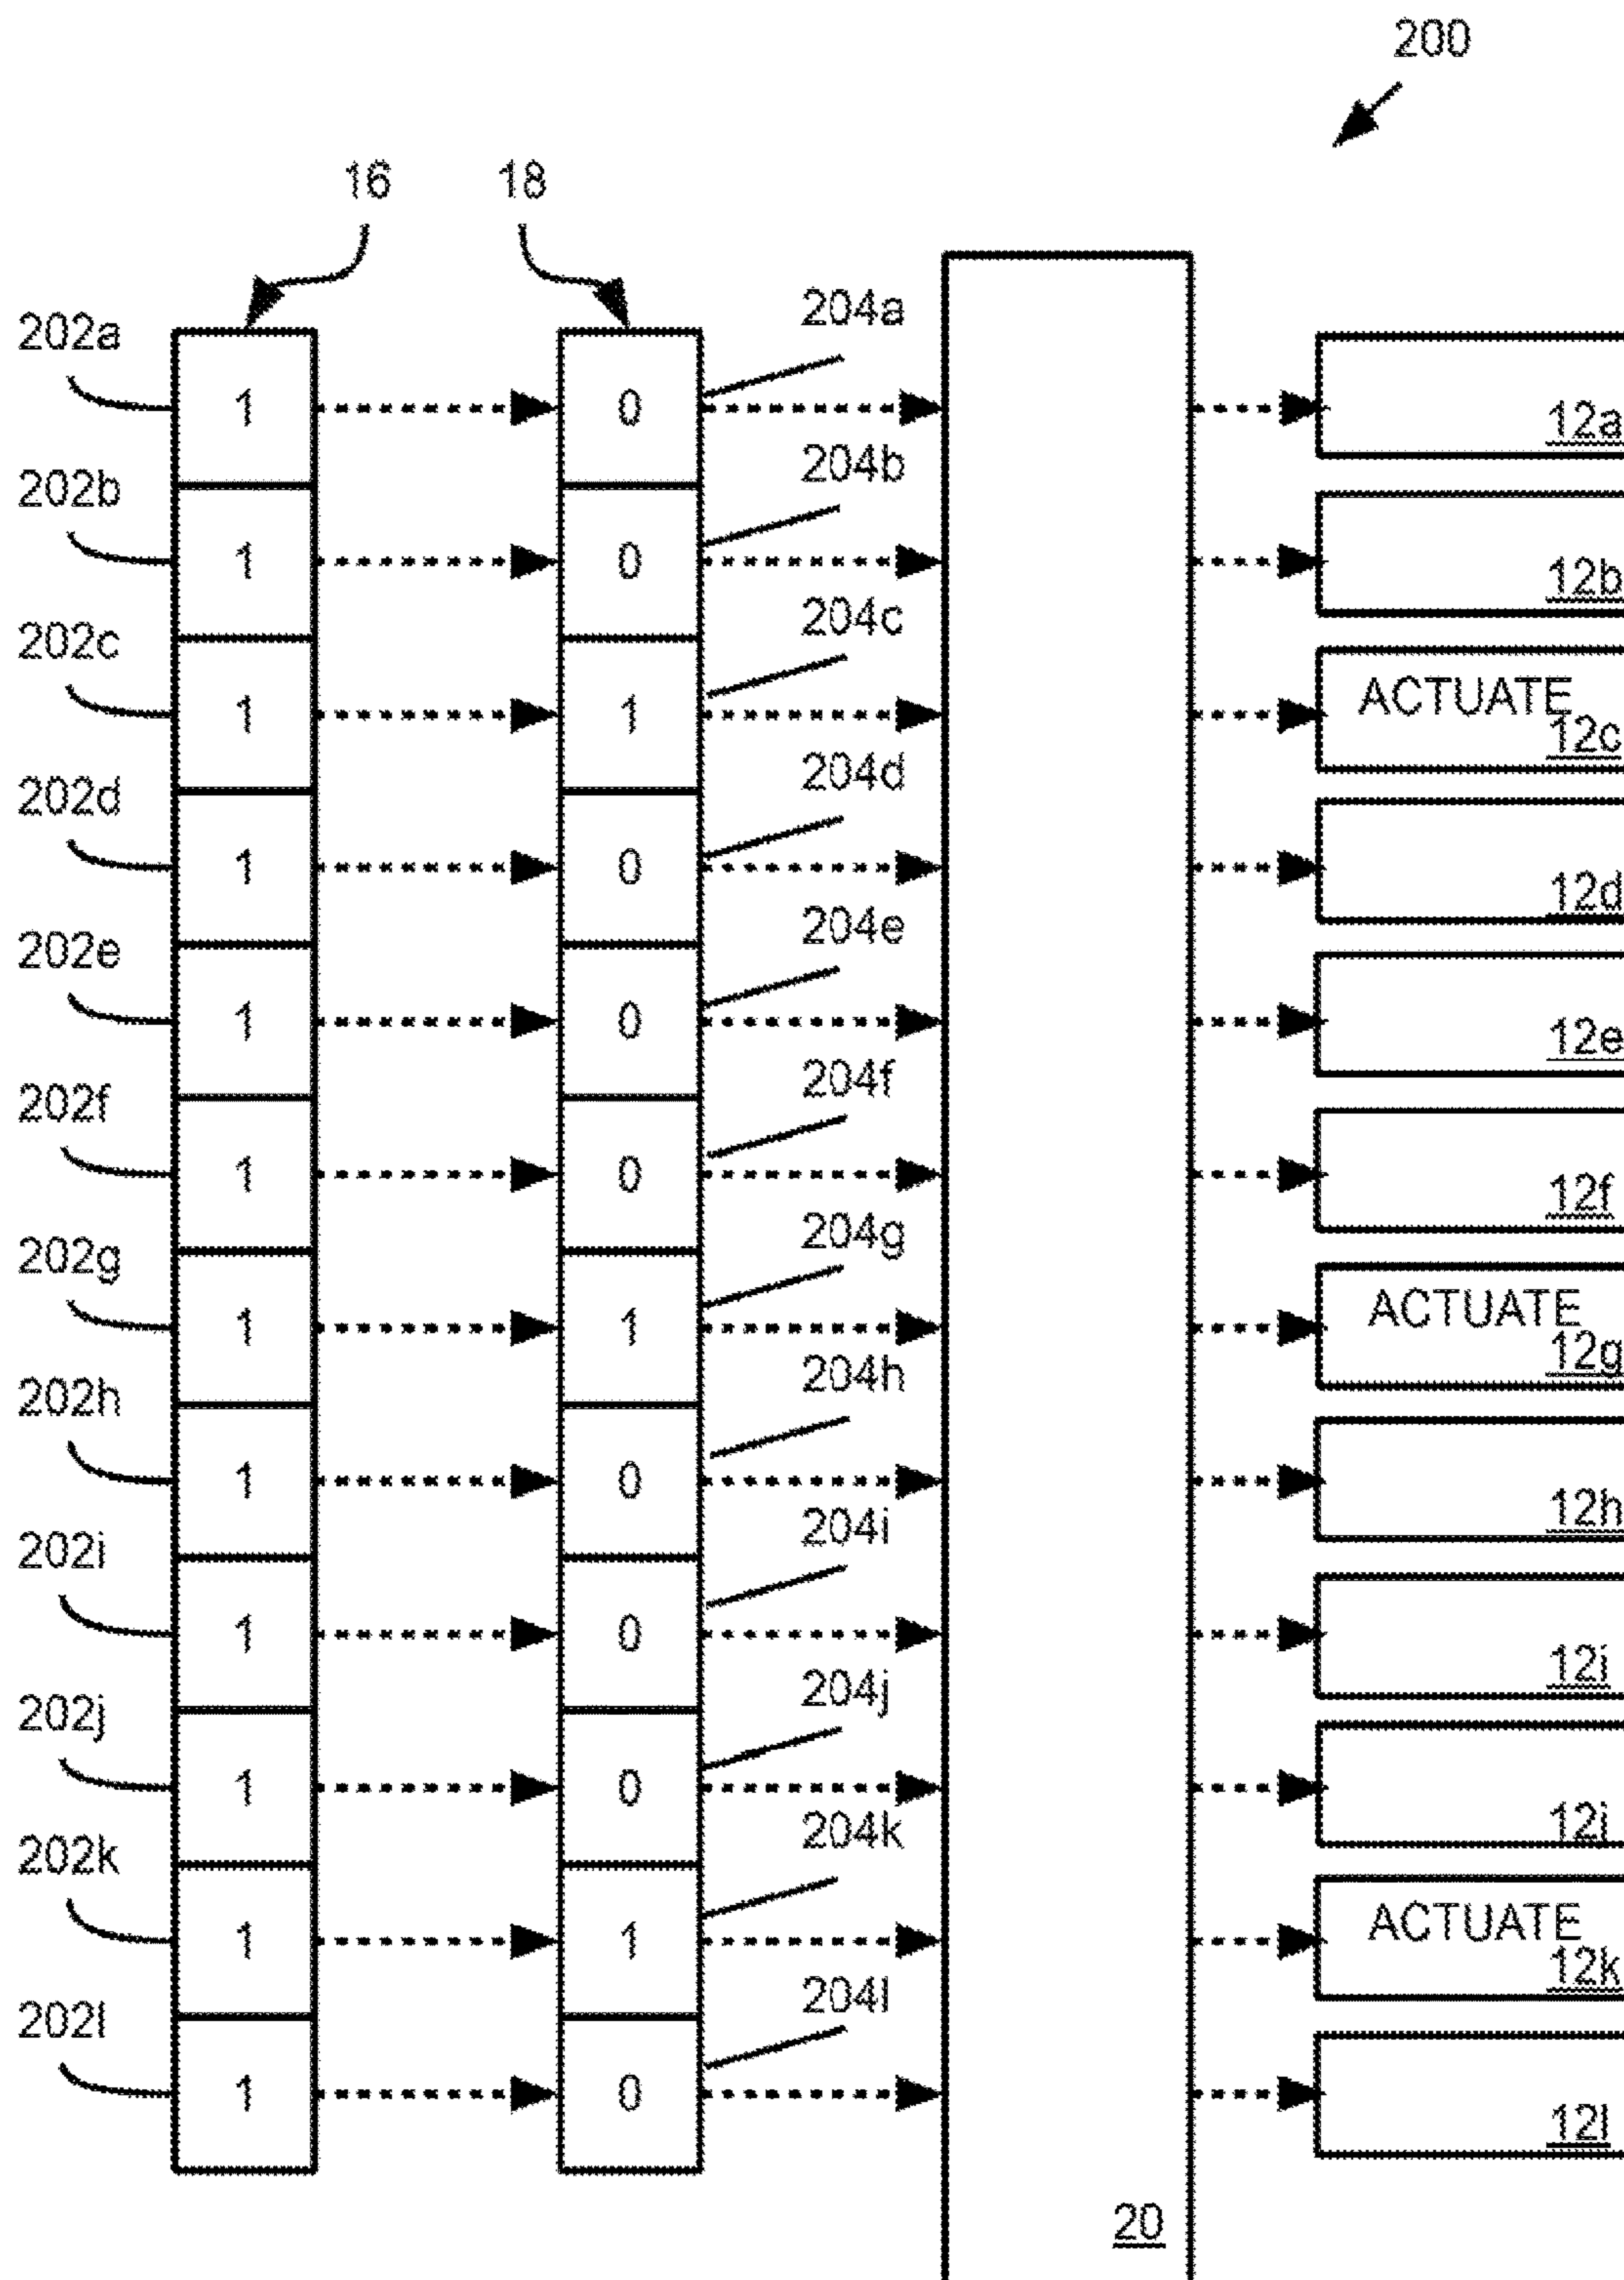 200
16 18
204a
202a 1 0 12a
204b
202b 1 0 12b
204c
202c 1 1 ACTUATE 12c
204d
202d 1 0 12d
204e
202e 1 0 12e
204f
202f 1 0 12f
204g
202g 1 1 ACTUATE 12g
204h
202h 1 0 12h
204i
202i 1 0 12i
204j
202j 1 0 12j
204k
202k 1 1 ACTUATE 12k
204l
202l 1 0 12l
20